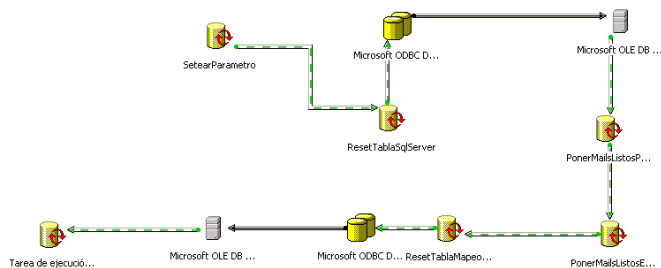 SetearParametro
Microsoft ODBC D...
Microsoft OLE DB ...
ResetTablaSqlServer
PonerMailsListosP...
Tarea de ejecució...
Microsoft OLE DB ...
Microsoft ODBC D...
ResetTablaMapeo...
PonerMailsListosE...